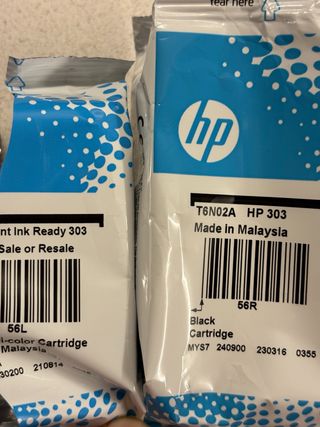 tear here
hp
nt Ink Ready 303
Sale or Resale
56L
i-color Cartridge
Malaysia
30200 210814
T6N02A HP 303
Made in Malaysia
56R
Black
Cartridge
MYS7 240900 230316 0355